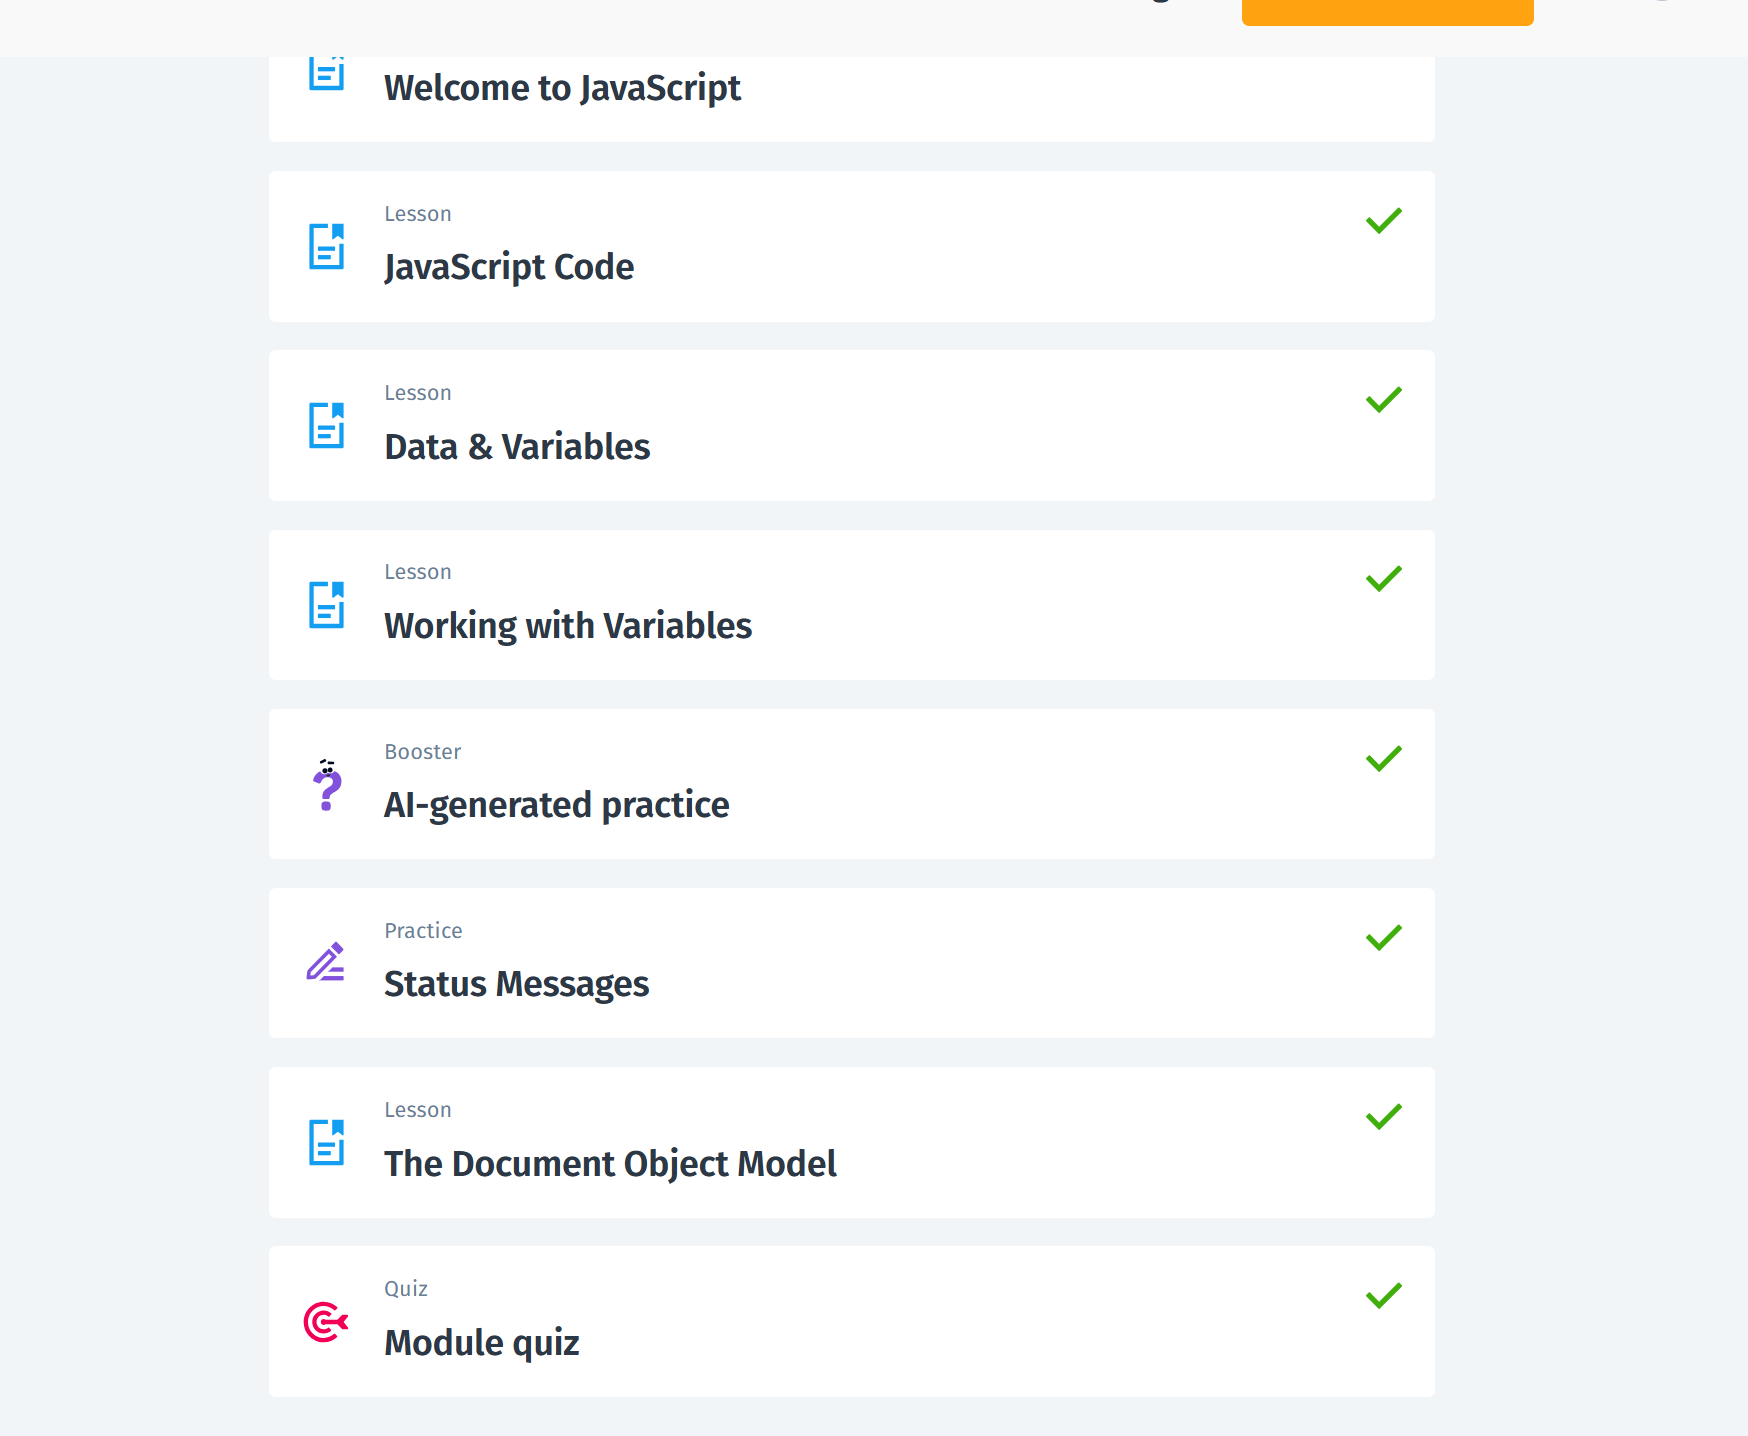 Welcome to JavaScript
Lesson
JavaScript Code
Lesson
Data & Variables
Lesson
Working with Variables
Booster
AI-generated practice
Practice
Status Messages
Lesson
The Document Object Model
Quiz
Module quiz